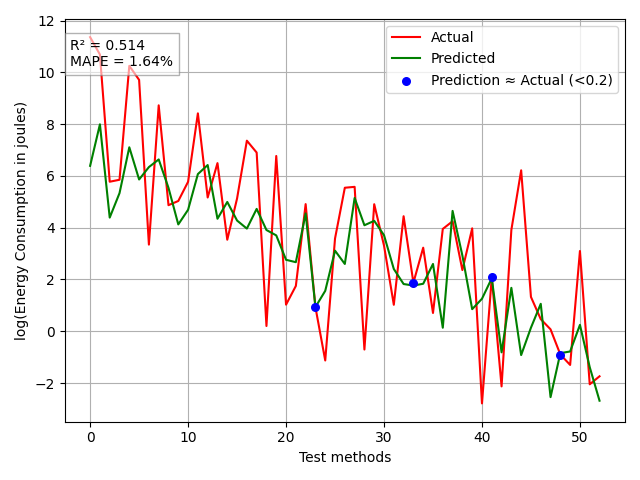 R² = 0.514
MAPE = 1.64%
Actual
Predicted
Prediction ≈ Actual (<0.2)
log(Energy Consumption in joules)
12
10
8
6
4
2
0
−2
0 10 20 30 40 50
Test methods